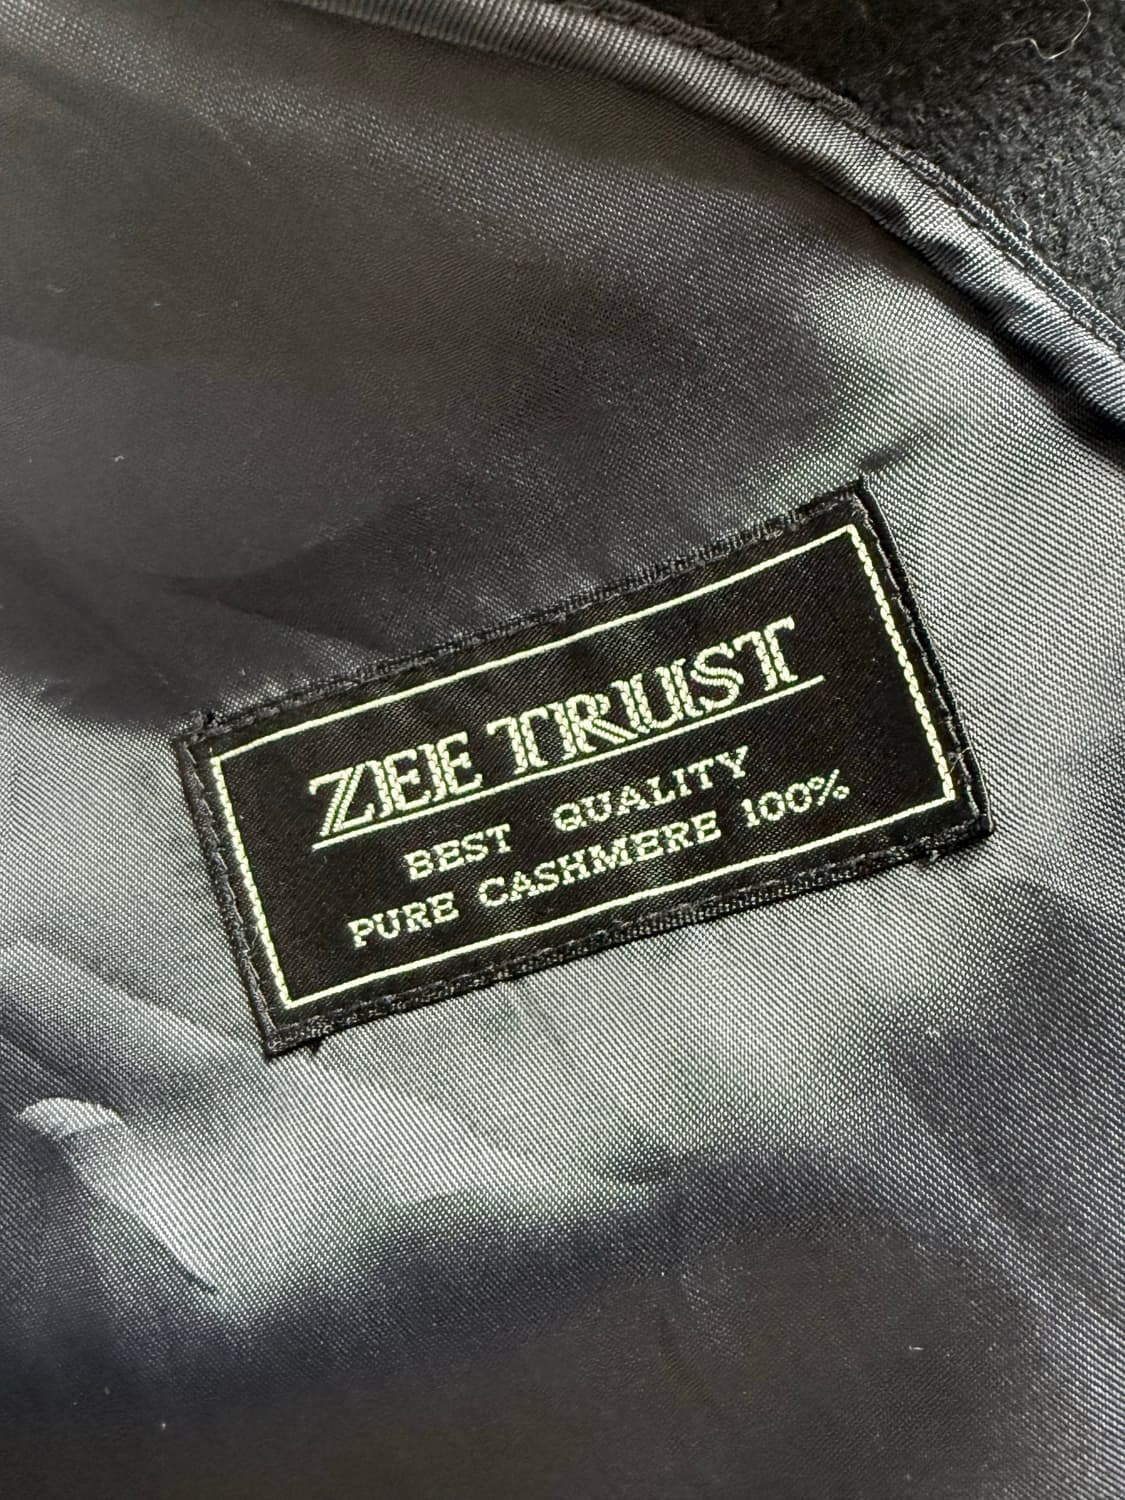 ZEE TRUST
BEST QUALITY
PURE CASHMERE 100%